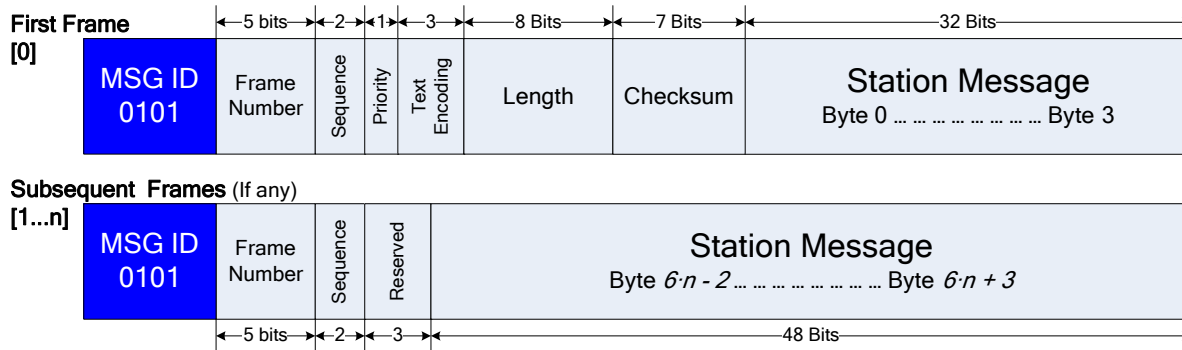 First Frame
[0]
5 bits 2 1 3 8 Bits 7 Bits 32 Bits
MSG ID
0101
Frame
Number
Sequence
Priority
Text
Encoding
Length
Checksum
Station Message
Byte 0 ... ... ... ... ... ... ... ... Byte 3
Subsequent Frames (If any)
[1...n]
MSG ID
0101
Frame
Number
Sequence
Reserved
Station Message
Byte 6·n - 2 ... ... ... ... ... ... ... ... Byte 6·n + 3
5 bits 2 3 48 Bits